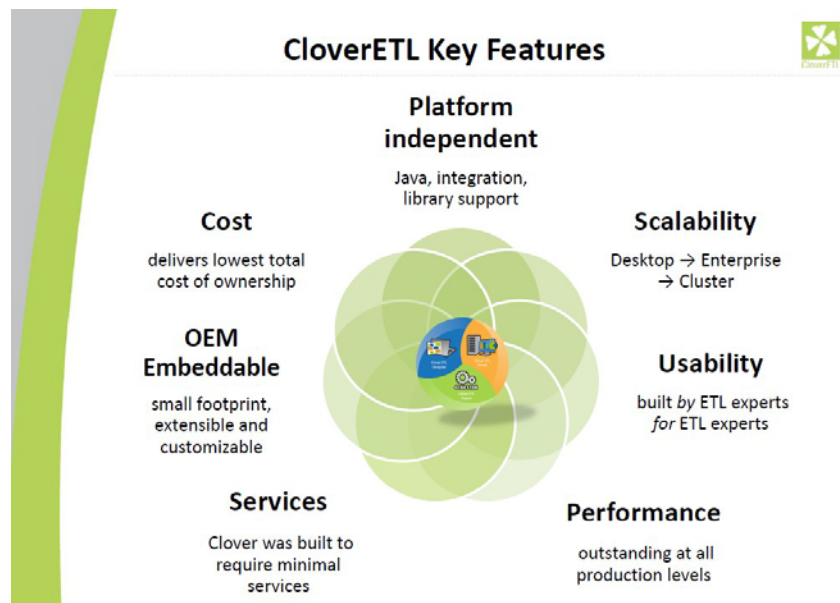 CloverETL Key Features
CloverETL
Platform
independent
Java, integration,
library support
Cost
delivers lowest total
cost of ownership
Scalability
Desktop → Enterprise
→ Cluster
OEM
Embeddable
small footprint,
extensible and
customizable
Usability
built by ETL experts
for ETL experts
Services
Clover was built to
require minimal
services
Performance
outstanding at all
production levels